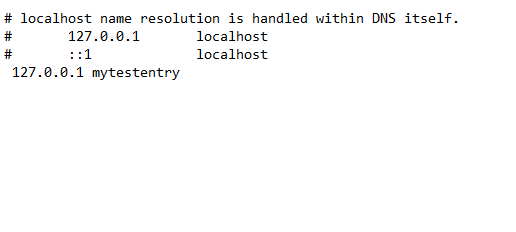 # localhost name resolution is handled within DNS itself.
#       127.0.0.1       localhost
#       ::1             localhost
 127.0.0.1 mytestentry